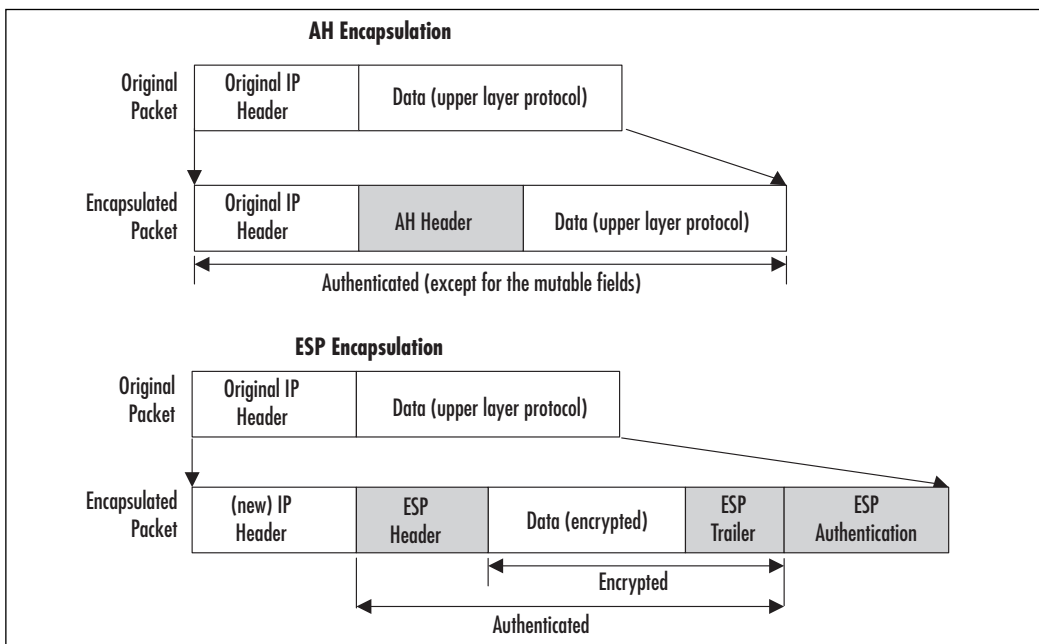 AH Encapsulation
Original
Packet
Original IP
Header
Data (upper layer protocol)
Encapsulated
Packet
Original IP
Header
AH Header
Data (upper layer protocol)
Authenticated (except for the mutable fields)
ESP Encapsulation
Original
Packet
Original IP
Header
Data (upper layer protocol)
Encapsulated
Packet
(new) IP
Header
ESP
Header
Data (encrypted)
ESP
Trailer
ESP
Authentication
Encrypted
Authenticated